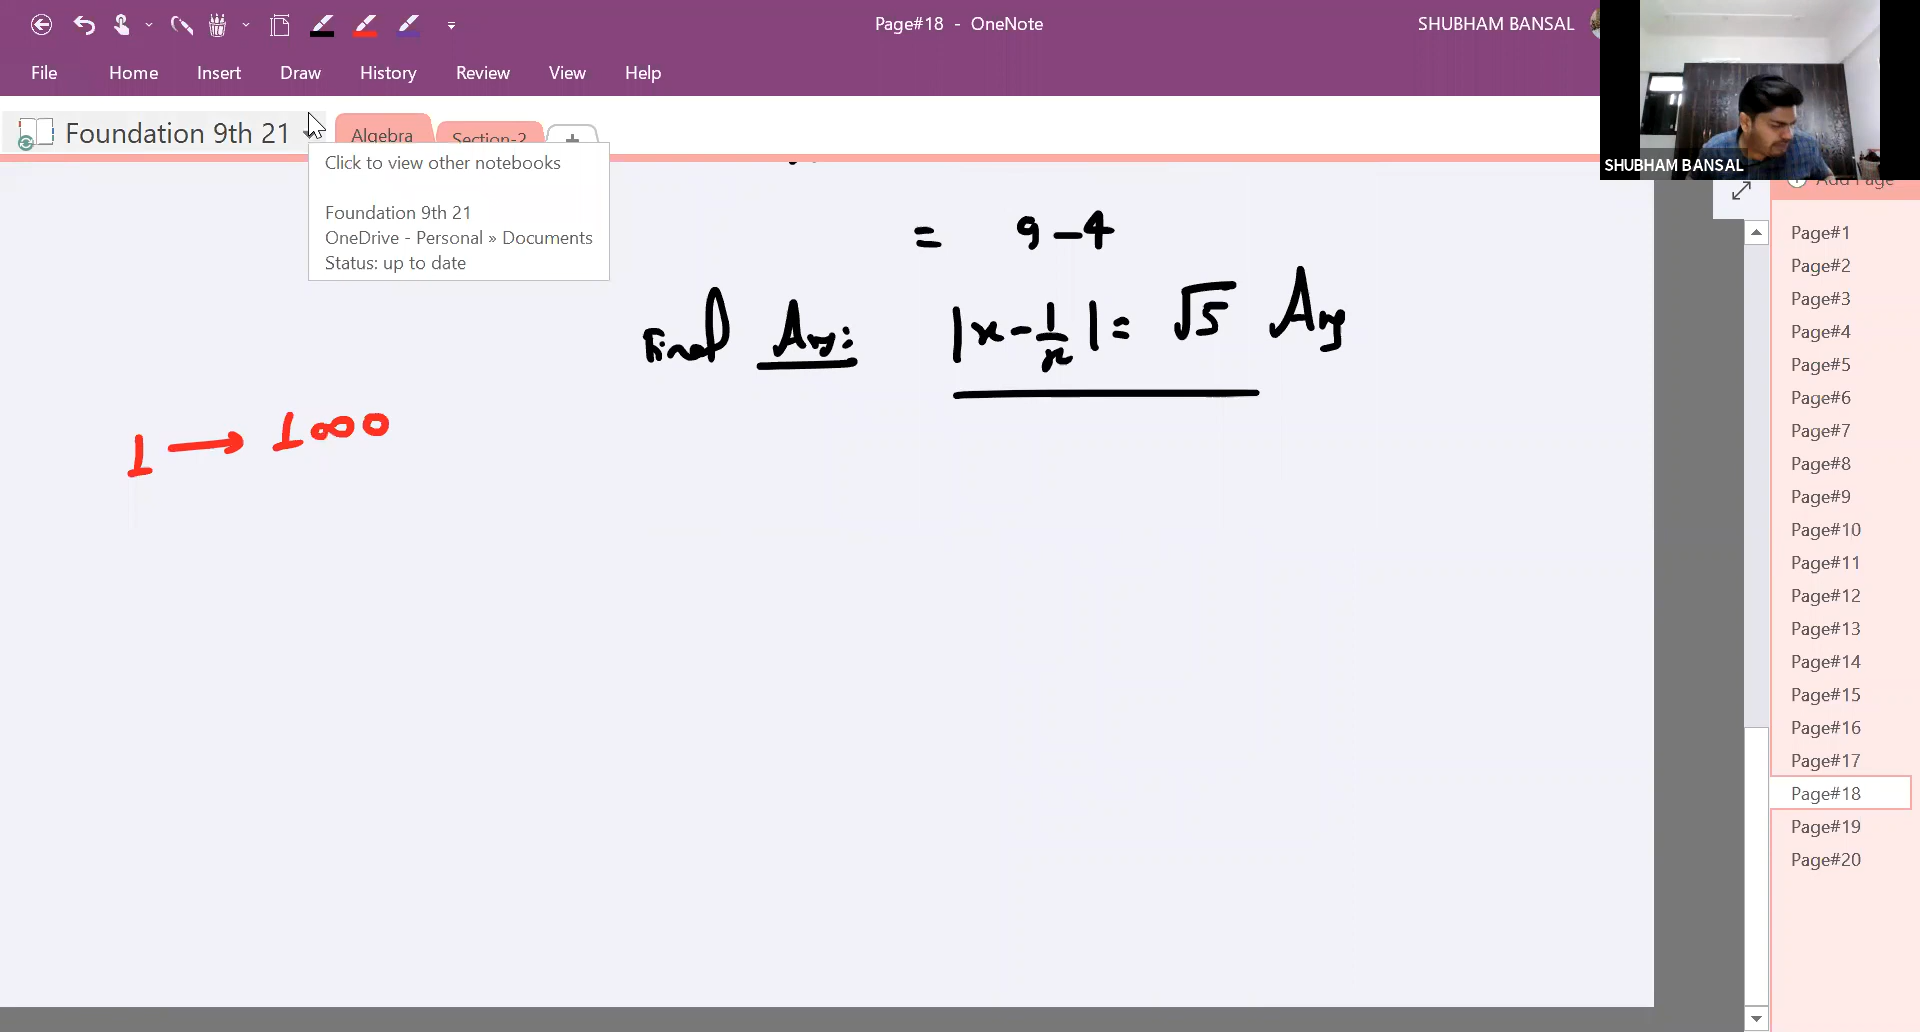 Page#18 - OneNote
SHUBHAM BANSAL
File Home Insert Draw History Review View Help
Foundation 9th 21
Algebra
Section-2
+
Click to view other notebooks
Foundation 9th 21
OneDrive - Personal » Documents
Status: up to date
SHUBHAM BANSAL
Add Page
= 9-4
Final Ans: |x-1/x| = √5 Ans
1 → 1000
Page#1
Page#2
Page#3
Page#4
Page#5
Page#6
Page#7
Page#8
Page#9
Page#10
Page#11
Page#12
Page#13
Page#14
Page#15
Page#16
Page#17
Page#18
Page#19
Page#20